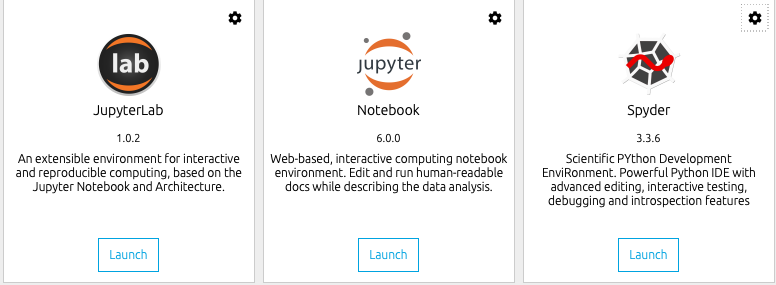 lab
JupyterLab
1.0.2
An extensible environment for interactive
and reproducible computing, based on the
Jupyter Notebook and Architecture.
Launch
jupyter
Notebook
6.0.0
Web-based, interactive computing notebook
environment. Edit and run human-readable
docs while describing the data analysis.
Launch
Spyder
3.3.6
Scientific PYthon Development
EnviRonment. Powerful Python IDE with
advanced editing, interactive testing,
debugging and introspection features
Launch